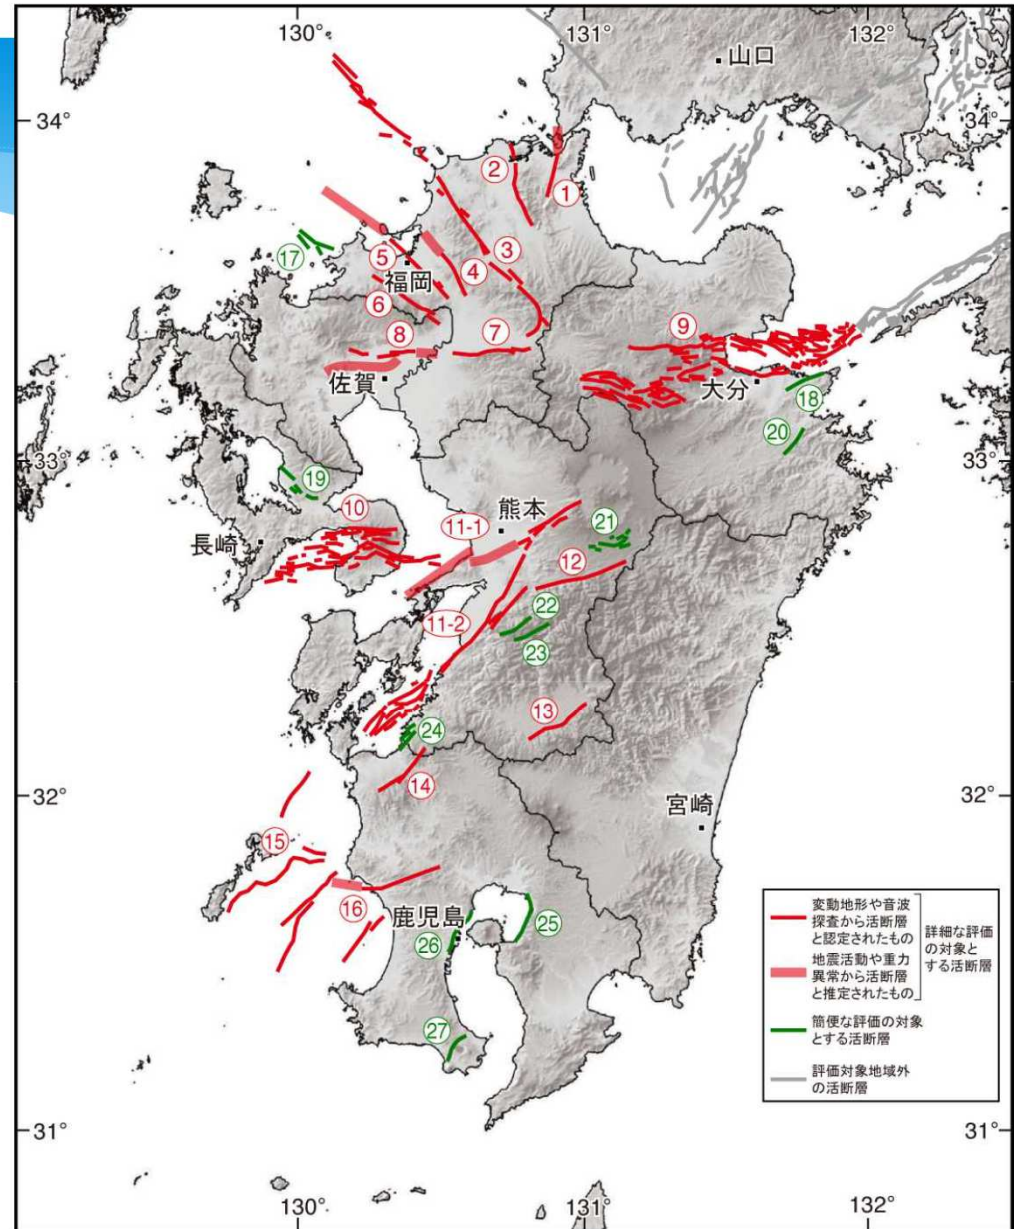 130°
131°
132°
山口
34°
34°
②
①
⑰
⑤
福岡
③
④
⑥
⑧
⑦
⑨
佐賀
大分
⑱
⑳
33°
33°
⑲
⑩
長崎
11-1
熊本
㉑
⑫
㉒
11-2
㉓
⑬
㉔
⑭
32°
32°
宮崎
⑮
⑯
鹿児島
㉕
㉖
㉗
変動地形や音波
探査から活断層
と認定されたもの
地震活動や重力
異常から活断層
と推定されたもの
詳細な評価
の対象と
する活断層
簡便な評価の対象
とする活断層
評価対象地域外
の活断層
31°
31°
130°
131°
132°